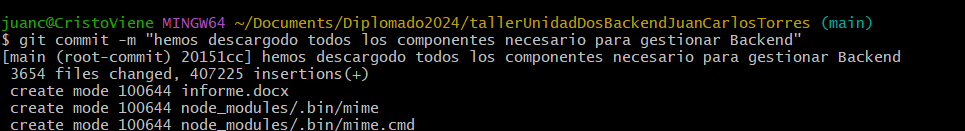 juanc@CristoViene MINGW64 ~/Documents/Diplomado2024/tallerUnidadDosBackendJuanCarlosTorres (main)
$ git commit -m "hemos descargodo todos los componentes necesario para gestionar Backend"
[main (root-commit) 20151cc] hemos descargodo todos los componentes necesario para gestionar Backend
 3654 files changed, 407225 insertions(+)
 create mode 100644 informe.docx
 create mode 100644 node_modules/.bin/mime
 create mode 100644 node_modules/.bin/mime.cmd